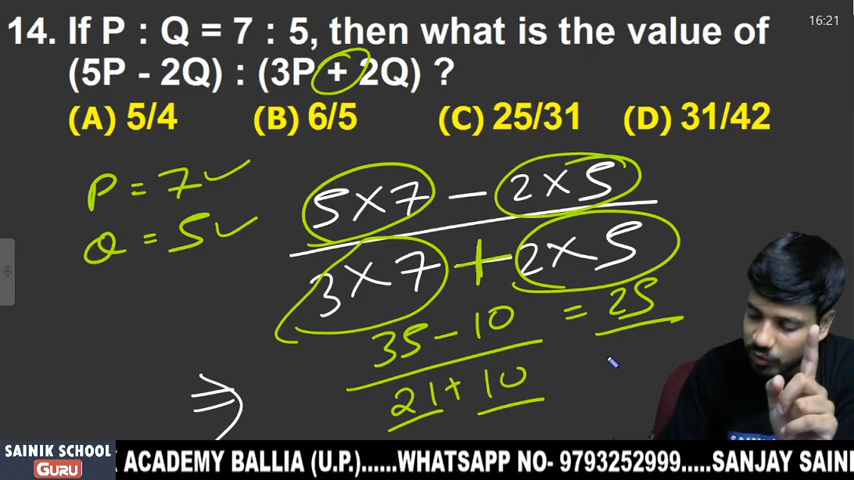 16:21
14. If P : Q = 7 : 5, then what is the value of
(5P - 2Q) : (3P + 2Q) ?
(A) 5/4 (B) 6/5 (C) 25/31 (D) 31/42
P = 7 ✓
Q = 5 ✓
5 × 7 - 2 × 5
3 × 7 + 2 × 5
35 - 10 = 25
21 + 10
⇒
SAINIK SCHOOL
Guru
ACADEMY BALLIA (U.P.)......WHATSAPP NO- 9793252999.....SANJAY SAINI